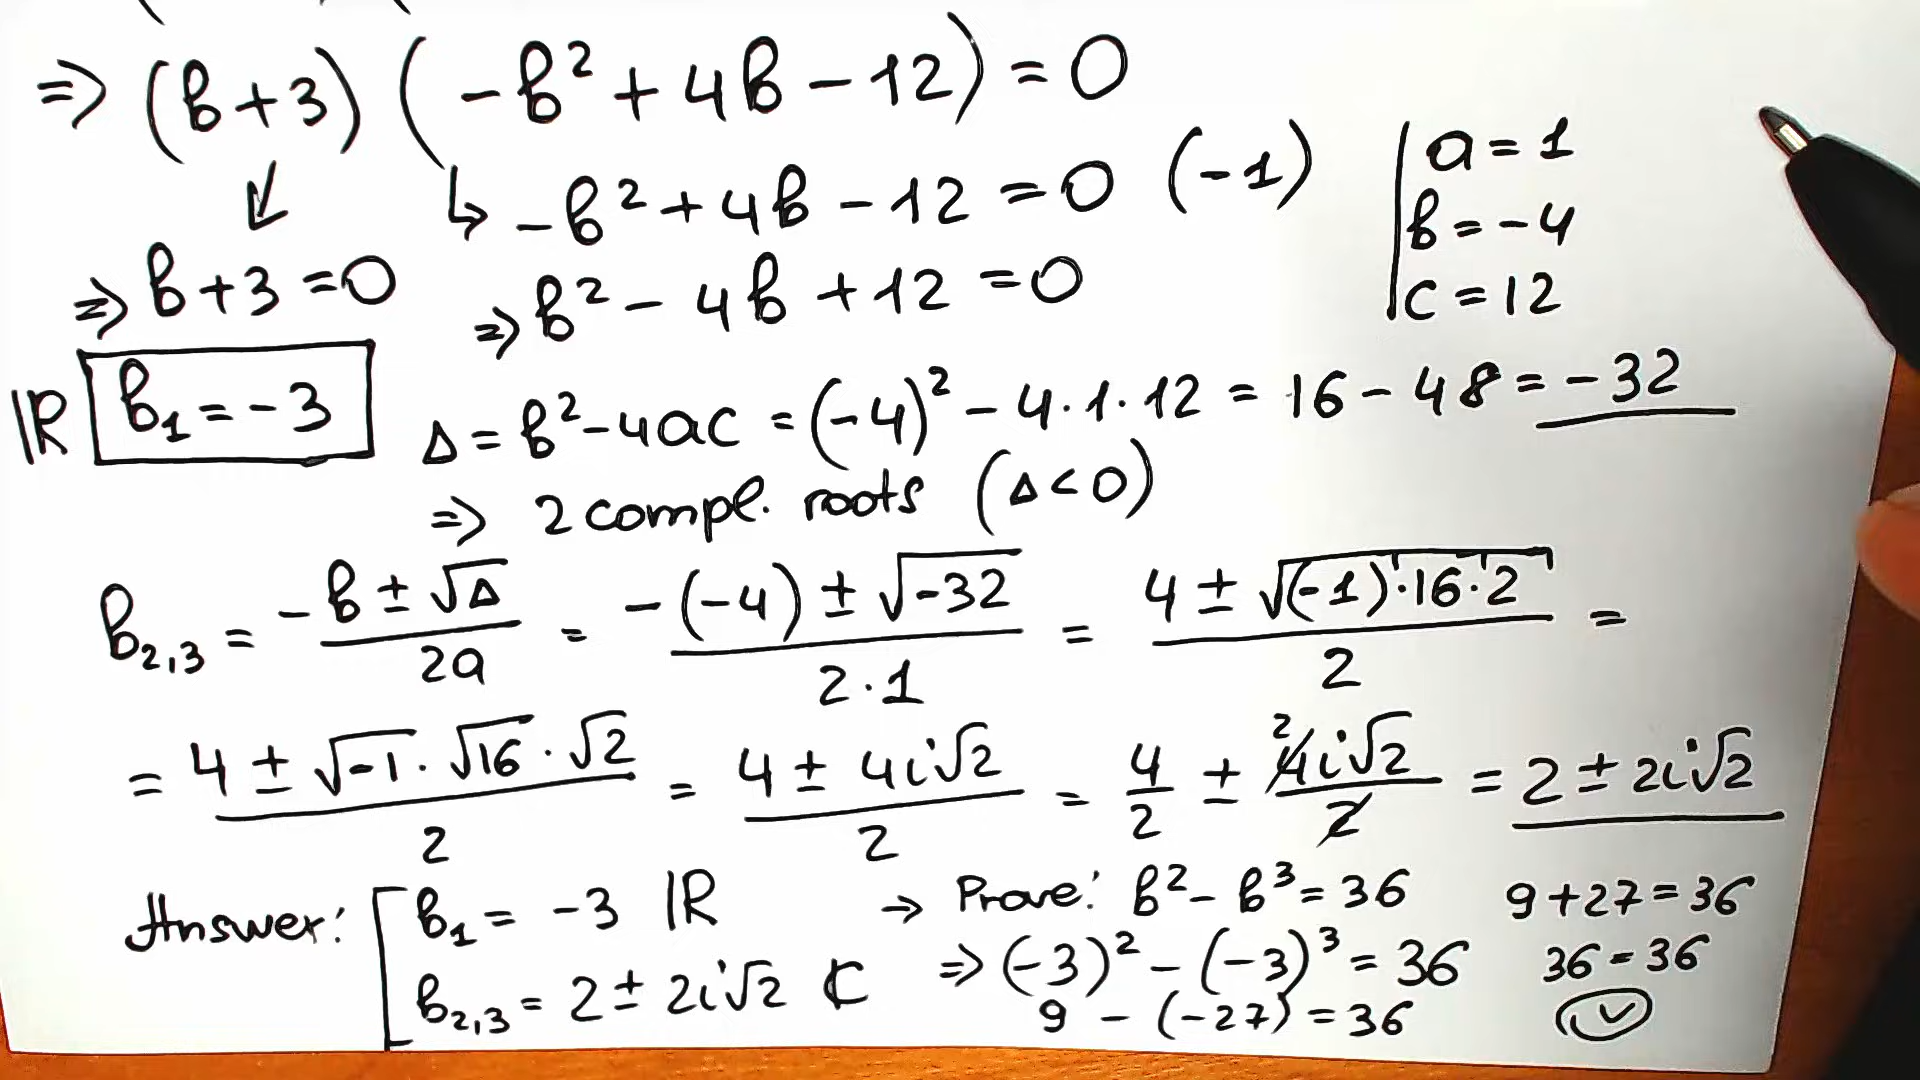 => (b+3) (-b²+4b-12)=0
↳ -b²+4b-12=0 (-1)
a=1
b=-4
c=12
=> b+3=0
=> b²-4b+12=0
IR b₁=-3
Δ=b²-4ac=(-4)²-4·1·12=16-48=-32
=> 2 compl. roots (Δ<0)
b₂,₃ = (-b±√Δ)/2a = (-(-4)±√-32)/2·1 = (4±√(-1)·16·2)/2 =
= (4±√-1·√16·√2)/2 = (4±4i√2)/2 = 4/2 ± ²4i√2/2 = 2±2i√2
Answer: b₁=-3 IR
b₂,₃=2±2i√2 ℂ
→ Prove: b²-b³=36
=> (-3)²-(-3)³=36
9-(-27)=36
9+27=36
36=36